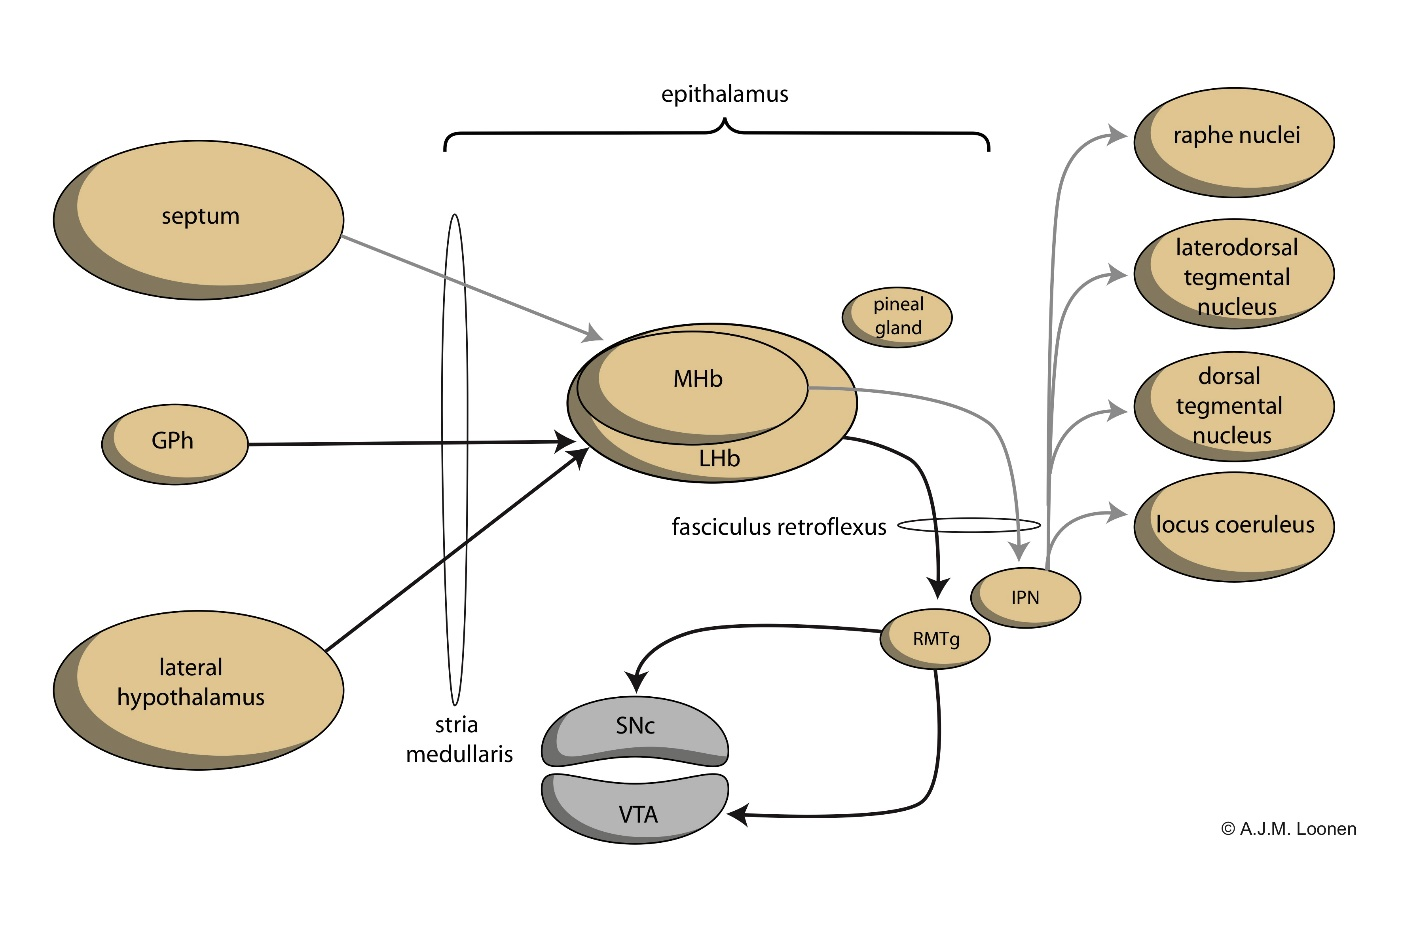 epithalamus
raphe nuclei
septum
laterodorsal
tegmental
nucleus
pineal
gland
MHb
dorsal
tegmental
nucleus
GPh
LHb
fasciculus retroflexus
locus coeruleus
IPN
RMTg
lateral
hypothalamus
stria
medullaris
SNc
VTA
© A.J.M. Loonen